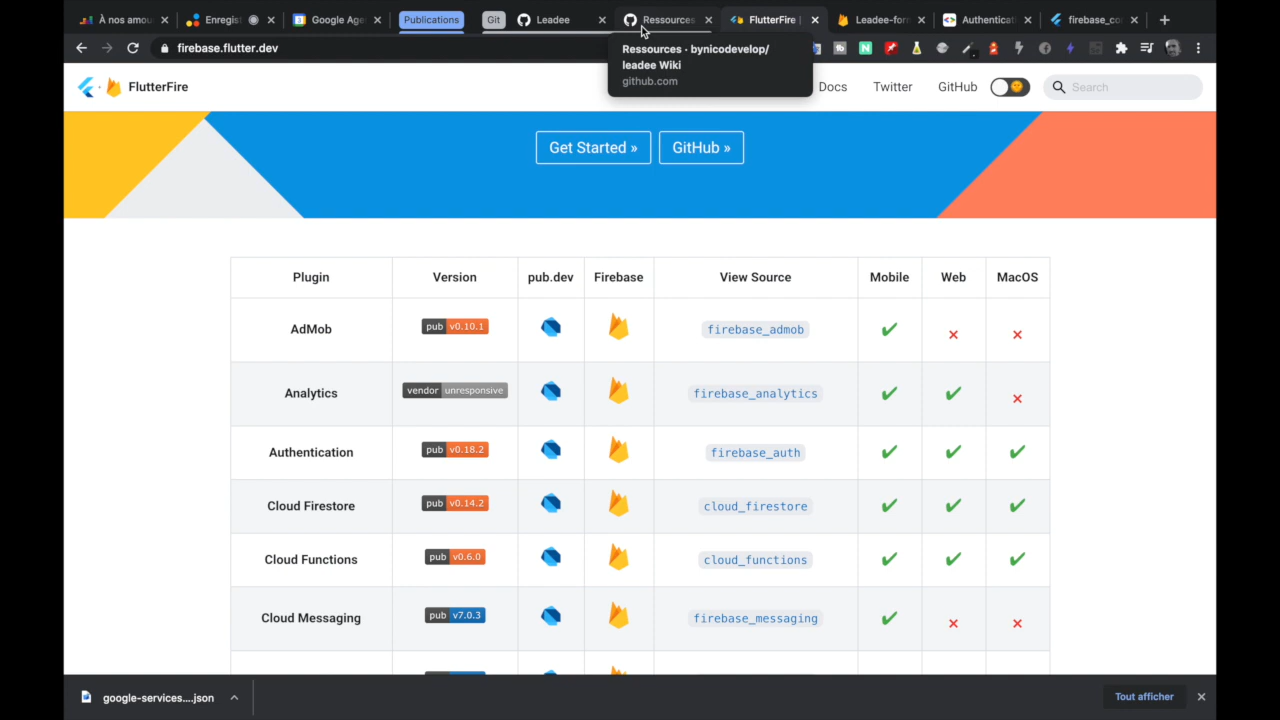 À nos amou
Enregist
Google Age
Publications
Git
Leadee
Ressources
FlutterFire |
Leadee-for
Authenticati
firebase_co
firebase.flutter.dev
Ressources · bynicodevelop/
leadee Wiki
github.com
FlutterFire
Docs
Twitter
GitHub
Search
Get Started »
GitHub »
Plugin
Version
pub.dev
Firebase
View Source
Mobile
Web
MacOS
AdMob
pub v0.10.1
firebase_admob
Analytics
vendor unresponsive
firebase_analytics
Authentication
pub v0.18.2
firebase_auth
Cloud Firestore
pub v0.14.2
cloud_firestore
Cloud Functions
pub v0.6.0
cloud_functions
Cloud Messaging
pub v7.0.3
firebase_messaging
google-services....json
Tout afficher